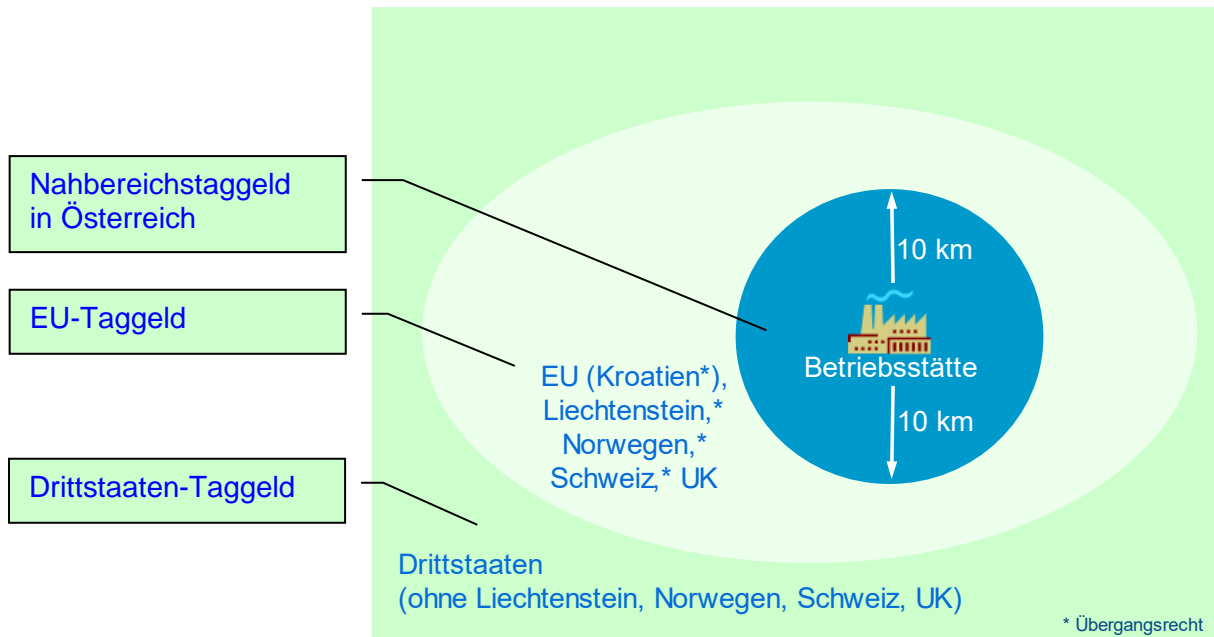 Nahbereichstaggeld
in Österreich
EU-Taggeld
Drittstaaten-Taggeld
10 km
Betriebsstätte
10 km
EU (Kroatien*),
Liechtenstein,*
Norwegen,*
Schweiz,* UK
Drittstaaten
(ohne Liechtenstein, Norwegen, Schweiz, UK)
* Übergangsrecht